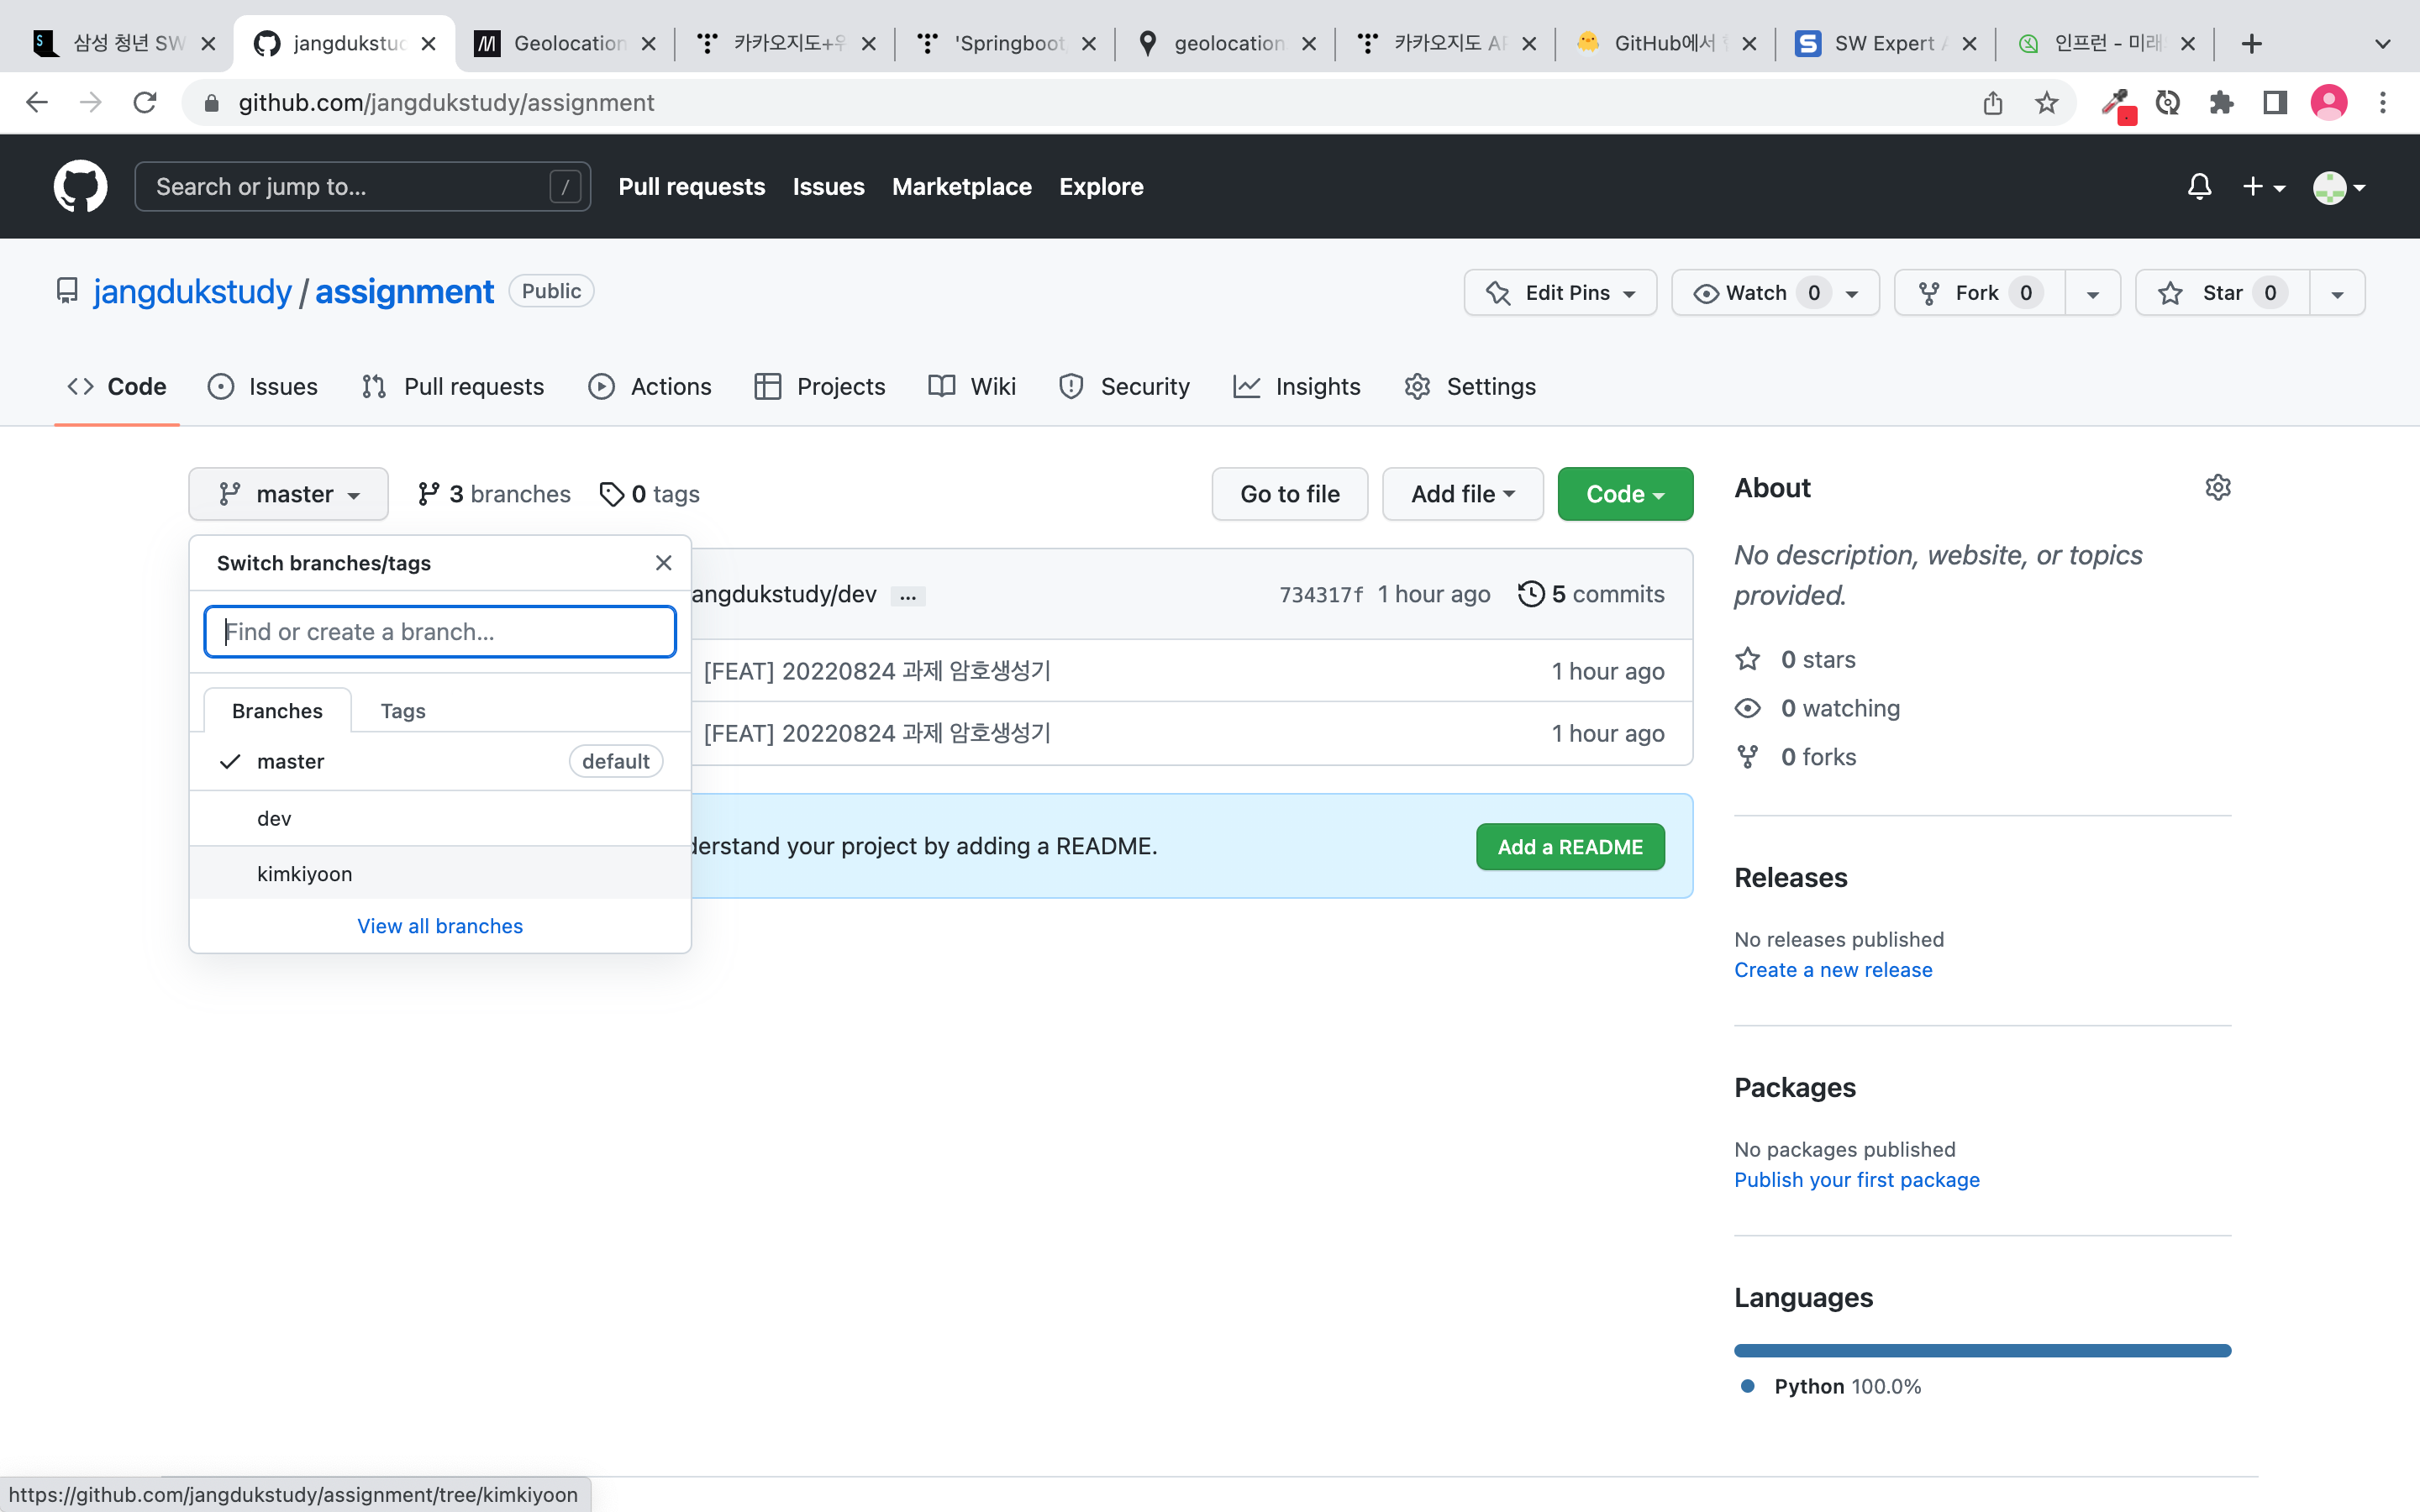 삼성 청년 SW
jangdukstuc
Geolocation
카카오지도+우
'Springboot
geolocation
카카오지도 AP
GitHub에서
SW Expert A
인프런 - 미래
github.com/jangdukstudy/assignment
Search or jump to... /
Pull requests Issues Marketplace Explore
jangdukstudy / assignment Public
Edit Pins Watch 0 Fork 0 Star 0
Code Issues Pull requests Actions Projects Wiki Security Insights Settings
master 3 branches 0 tags
Go to file Add file Code
Switch branches/tags
Find or create a branch...
Branches Tags
master default
dev
kimkiyoon
View all branches
angdukstudy/dev ... 734317f 1 hour ago 5 commits
[FEAT] 20220824 과제 암호생성기 1 hour ago
[FEAT] 20220824 과제 암호생성기 1 hour ago
derstand your project by adding a README. Add a README
About
No description, website, or topics
provided.
0 stars
0 watching
0 forks
Releases
No releases published
Create a new release
Packages
No packages published
Publish your first package
Languages
Python 100.0%
https://github.com/jangdukstudy/assignment/tree/kimkiyoon